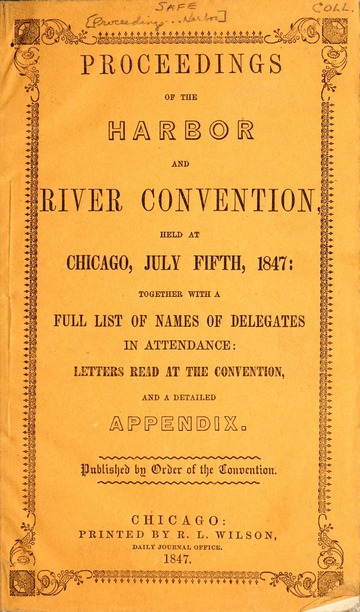 SAFE
COLL.
[Proceedings...Harbor]
PROCEEDINGS
OF THE
HARBOR
AND
RIVER CONVENTION,
HELD AT
CHICAGO, JULY FIFTH, 1847:
TOGETHER WITH A
FULL LIST OF NAMES OF DELEGATES
IN ATTENDANCE:
LETTERS READ AT THE CONVENTION,
AND A DETAILED
APPENDIX.
Published by Order of the Convention.
CHICAGO:
PRINTED BY R. L. WILSON,
DAILY JOURNAL OFFICE.
1847.